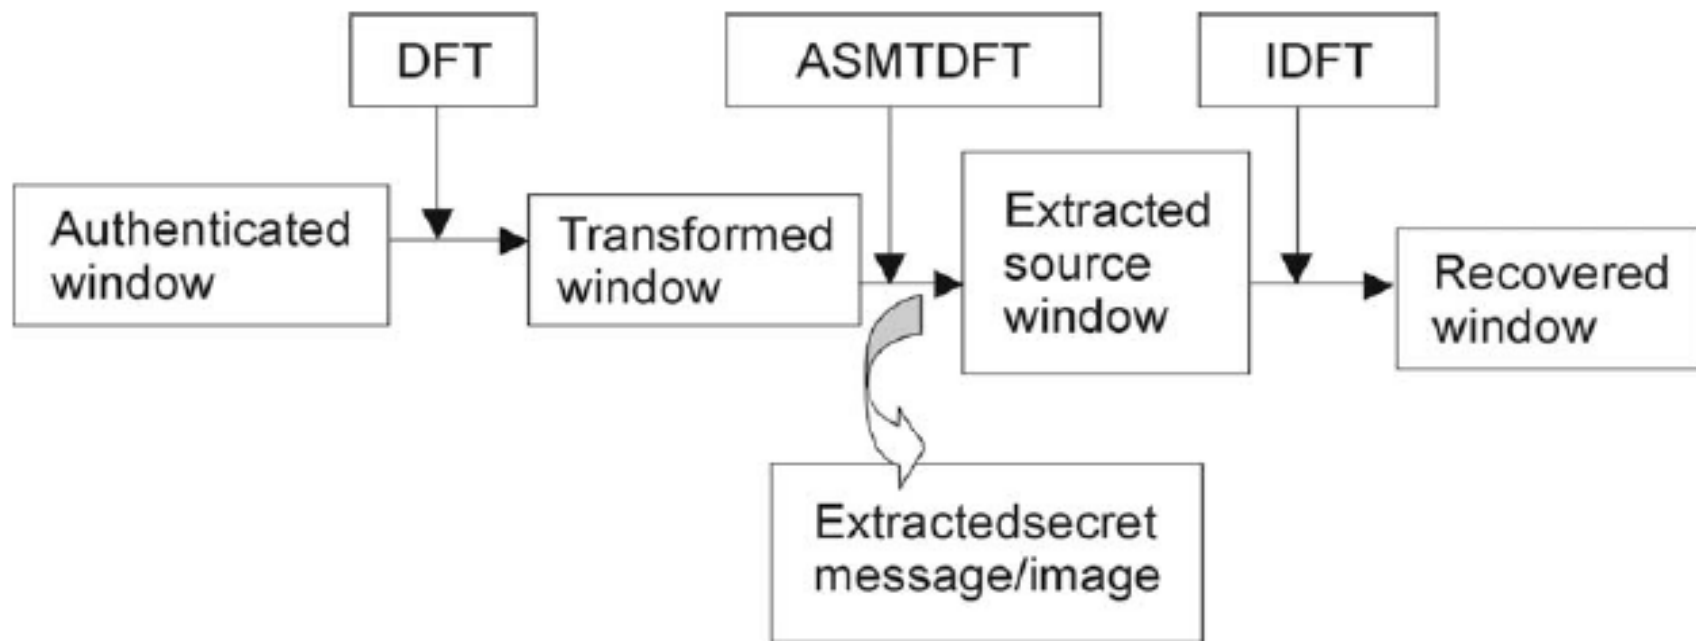 DFT
ASMTDFT
IDFT
Authenticated
window
Transformed
window
Extracted
source
window
Recovered
window
Extractedsecret
message/image